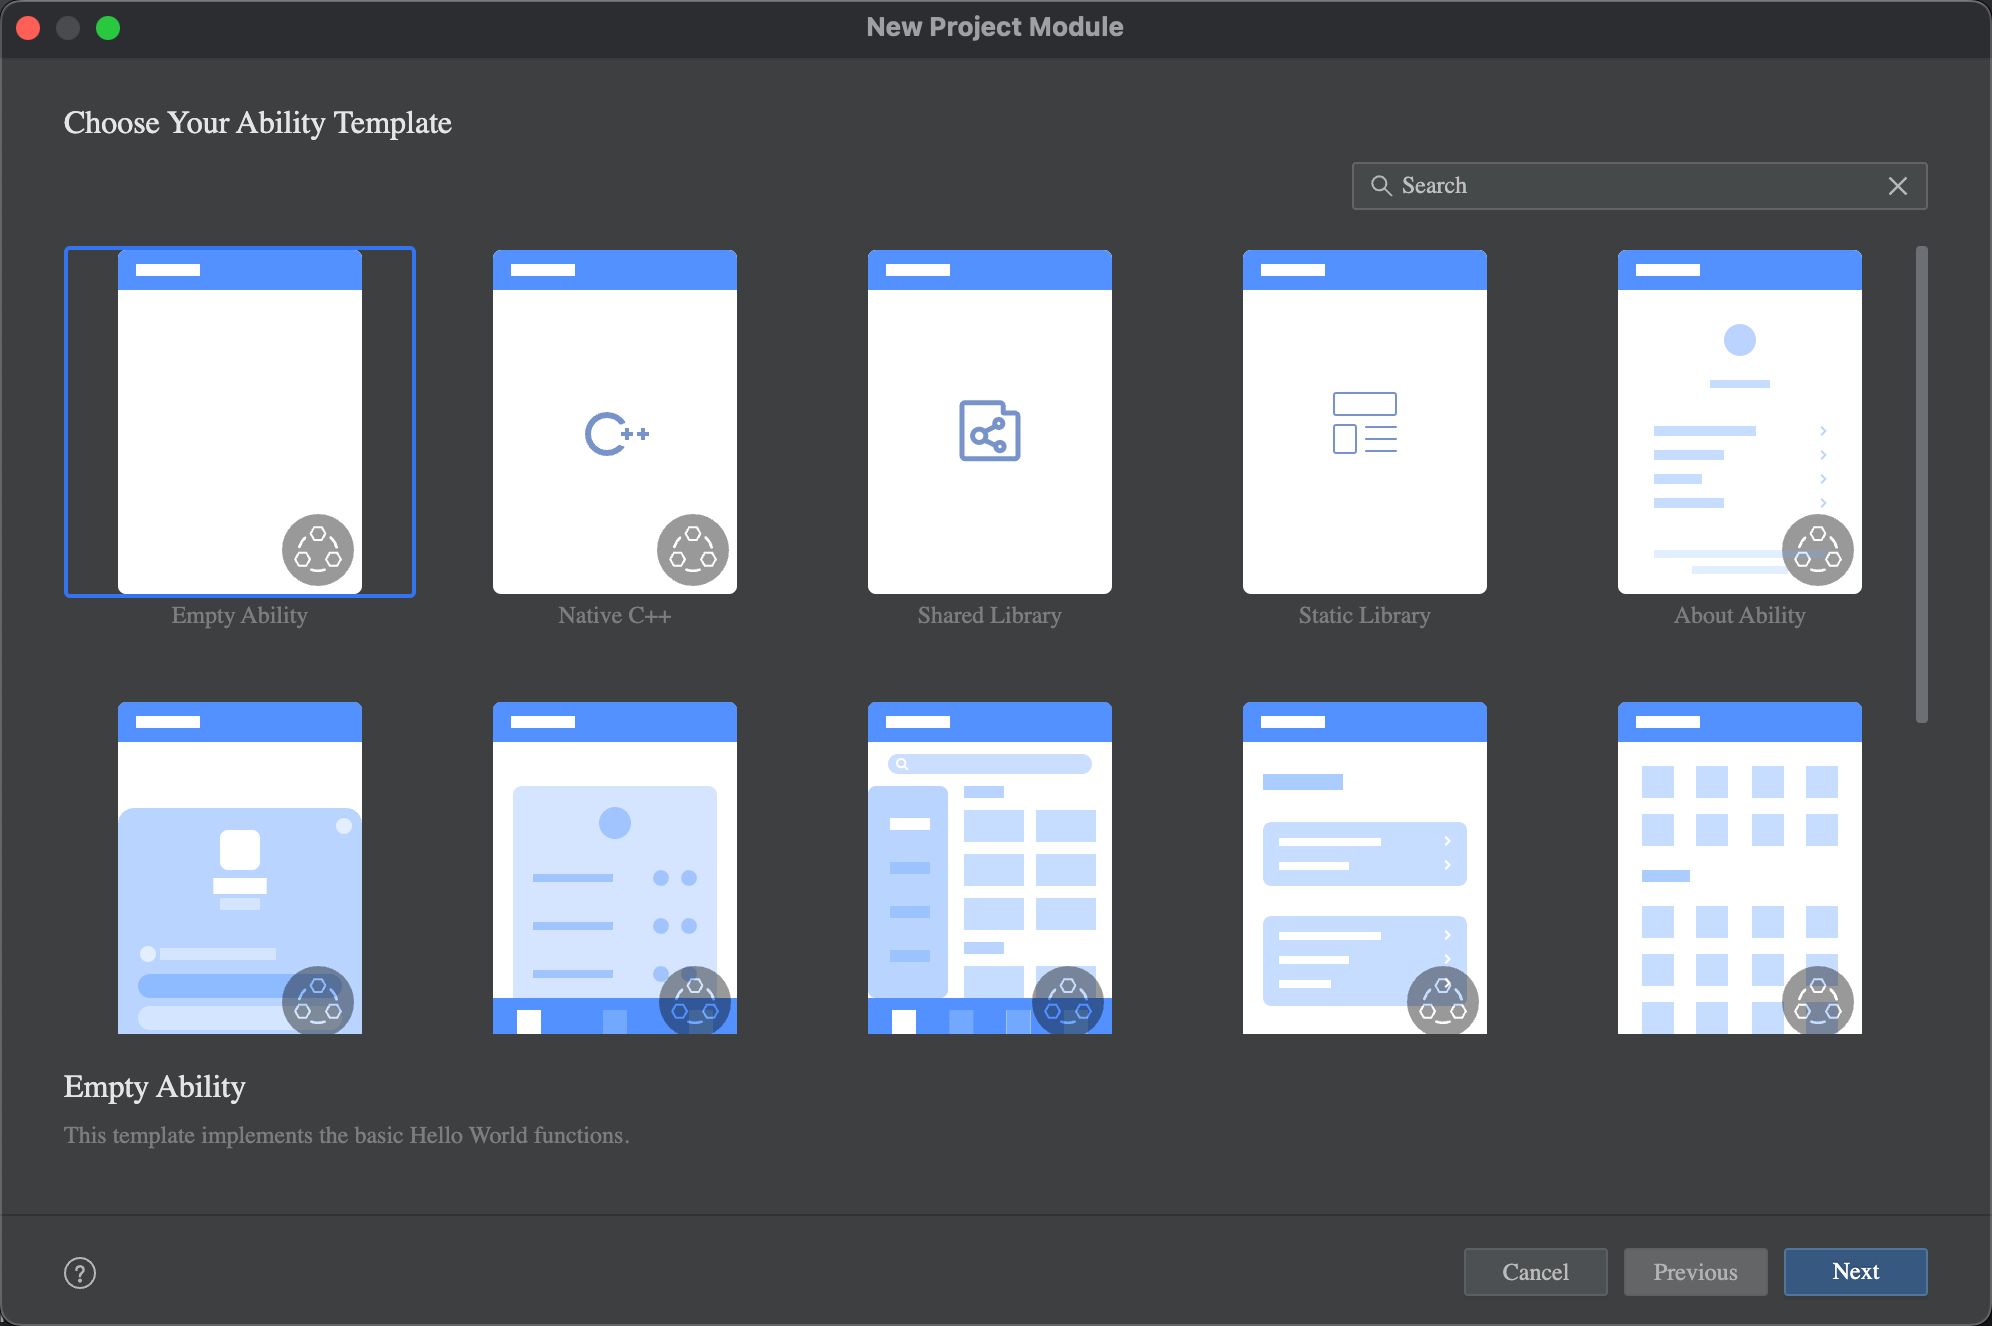 New Project Module
Choose Your Ability Template
Search
C++
Empty Ability
Native C++
Shared Library
Static Library
About Ability
Empty Ability
This template implements the basic Hello World functions.
?
Cancel
Previous
Next